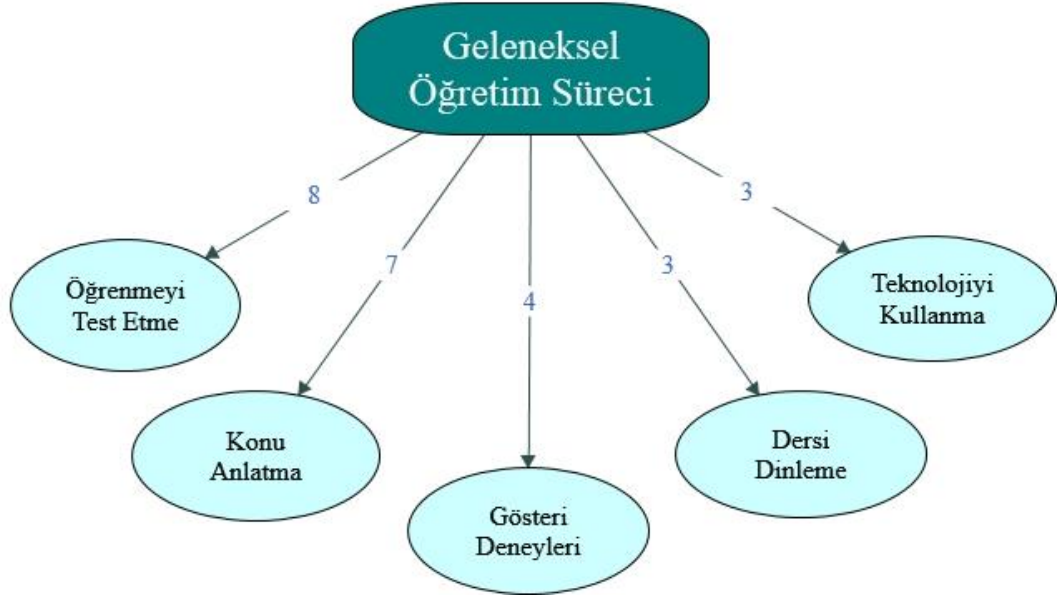 Geleneksel
Öğretim Süreci
8
7
4
3
3
Öğrenmeyi
Test Etme
Konu
Anlatma
Gösteri
Deneyleri
Dersi
Dinleme
Teknolojiyi
Kullanma